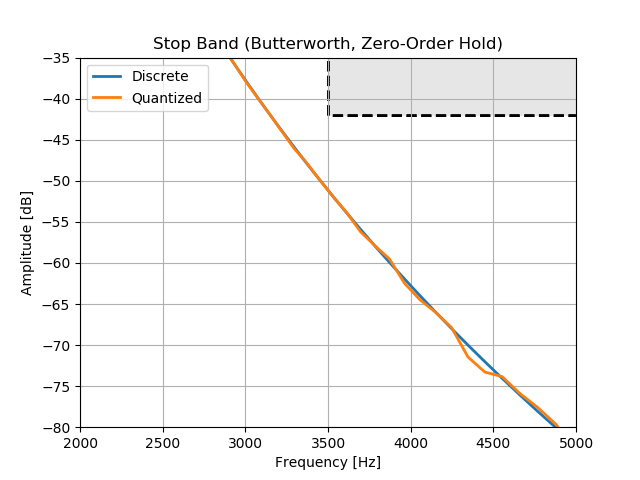 Stop Band (Butterworth, Zero-Order Hold)
Discrete
Quantized
Amplitude [dB]
−35
−40
−45
−50
−55
−60
−65
−70
−75
−80
2000 2500 3000 3500 4000 4500 5000
Frequency [Hz]